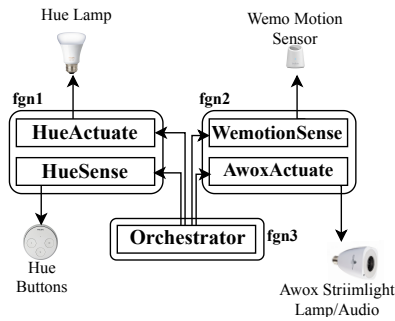 Hue Lamp
Wemo Motion
Sensor
fgn1
fgn2
HueActuate
WemotionSense
HueSense
AwoxActuate
Orchestrator
fgn3
Hue
Buttons
Awox Striimlight
Lamp/Audio